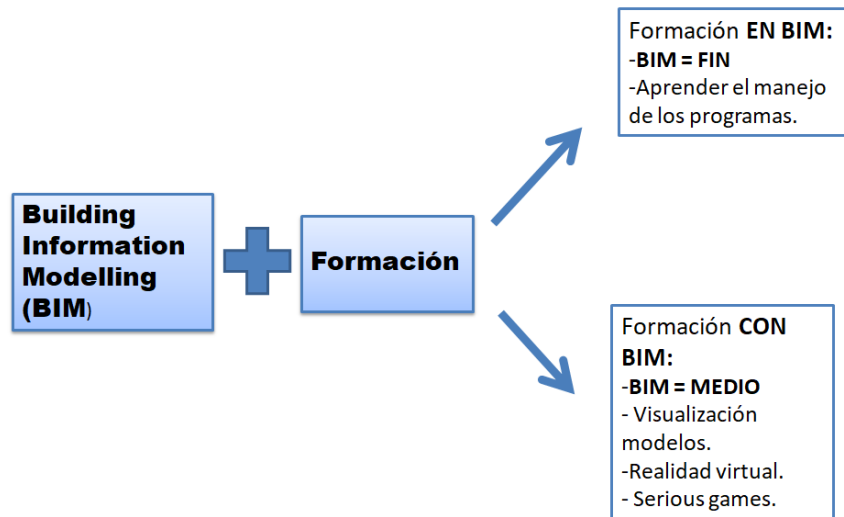 Formación EN BIM:
-BIM = FIN
-Aprender el manejo
de los programas.
Building
Information
Modelling
(BIM)
Formación
Formación CON
BIM:
-BIM = MEDIO
- Visualización
modelos.
-Realidad virtual.
- Serious games.